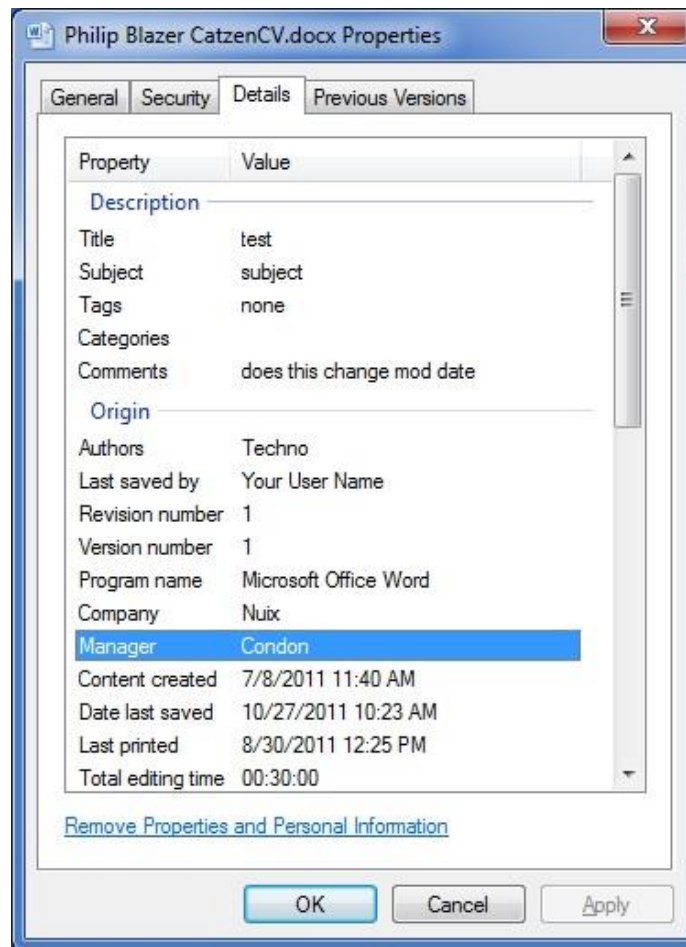 Philip Blazer CatzenCV.docx Properties
General Security Details Previous Versions
Property Value
Description
Title test
Subject subject
Tags none
Categories
Comments does this change mod date
Origin
Authors Techno
Last saved by Your User Name
Revision number 1
Version number 1
Program name Microsoft Office Word
Company Nuix
Manager Condon
Content created 7/8/2011 11:40 AM
Date last saved 10/27/2011 10:23 AM
Last printed 8/30/2011 12:25 PM
Total editing time 00:30:00
Remove Properties and Personal Information
OK Cancel Apply